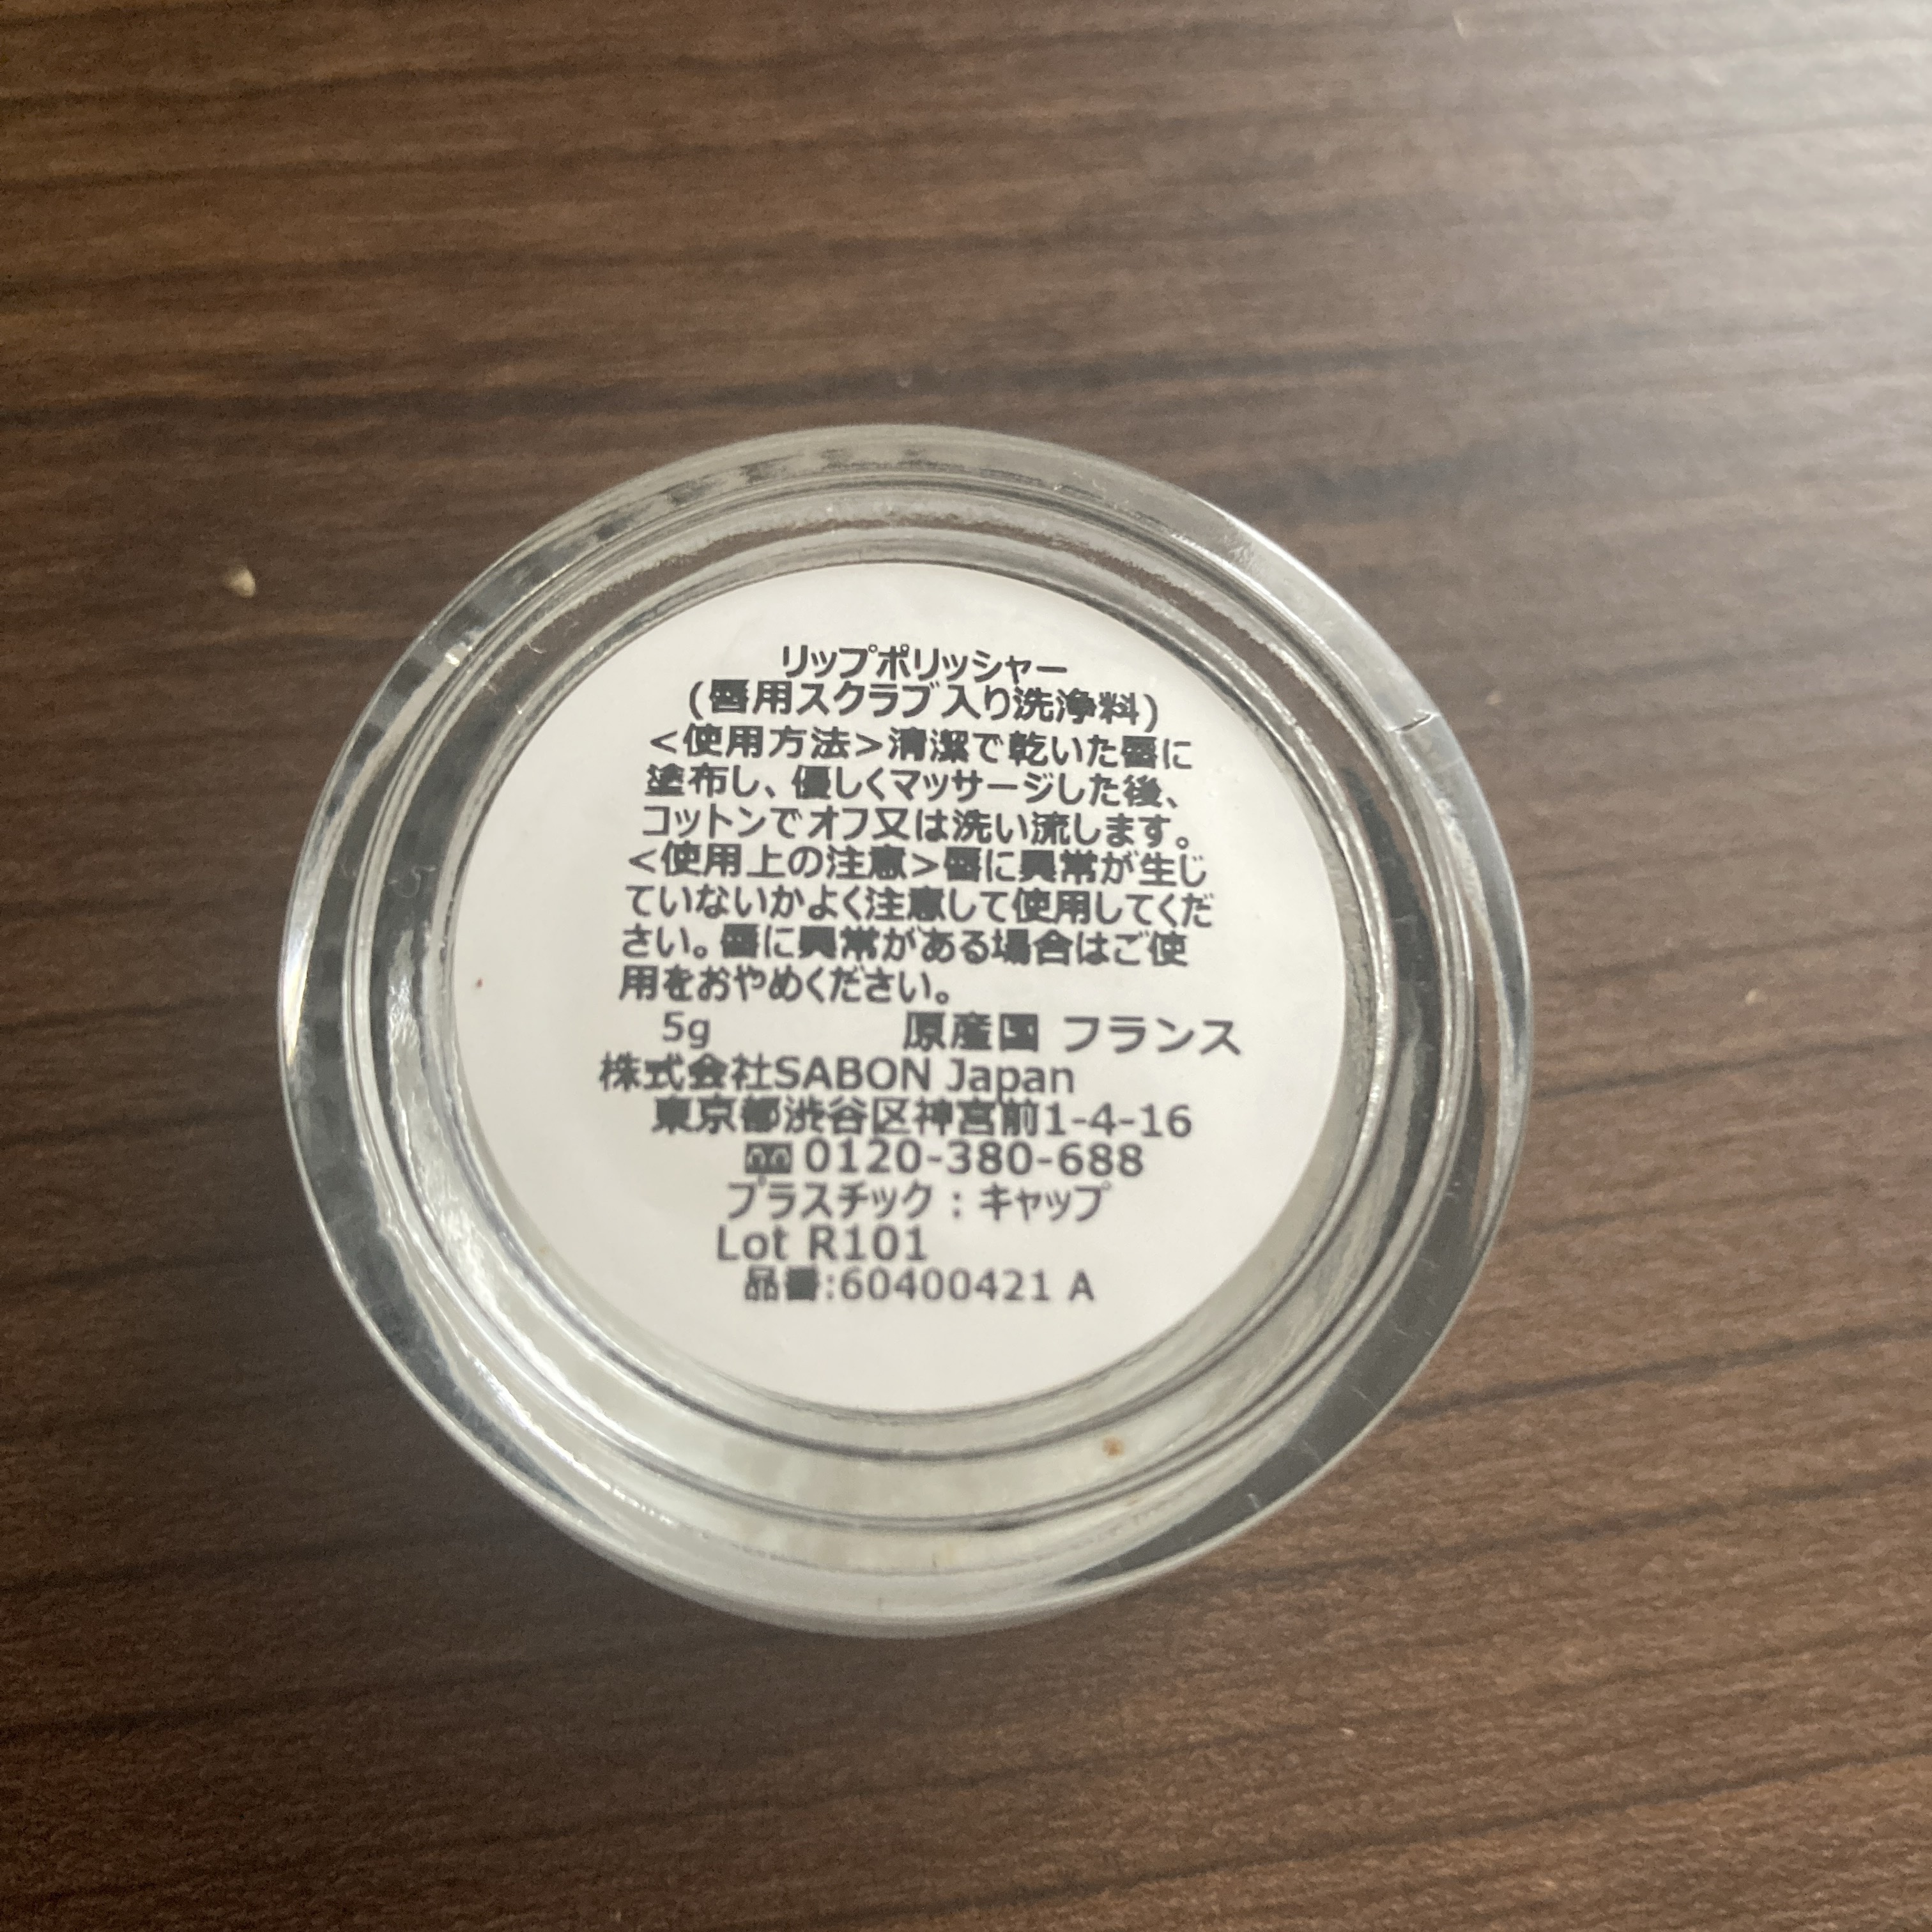 リップポリッシャー
(唇用スクラブ入り洗浄料)
<使用方法>清潔で乾いた唇に
塗布し、優しくマッサージした後、
コットンでオフ又は洗い流します。
<使用上の注意>唇に異常が生じ
ていないかよく注意して使用してくだ
さい。唇に異常がある場合はご使
用をおやめください。
5g 原産国 フランス
株式会社SABON Japan
東京都渋谷区神宮前1-4-16
0120-380-688
プラスチック：キャップ
Lot R101
品番:60400421 A